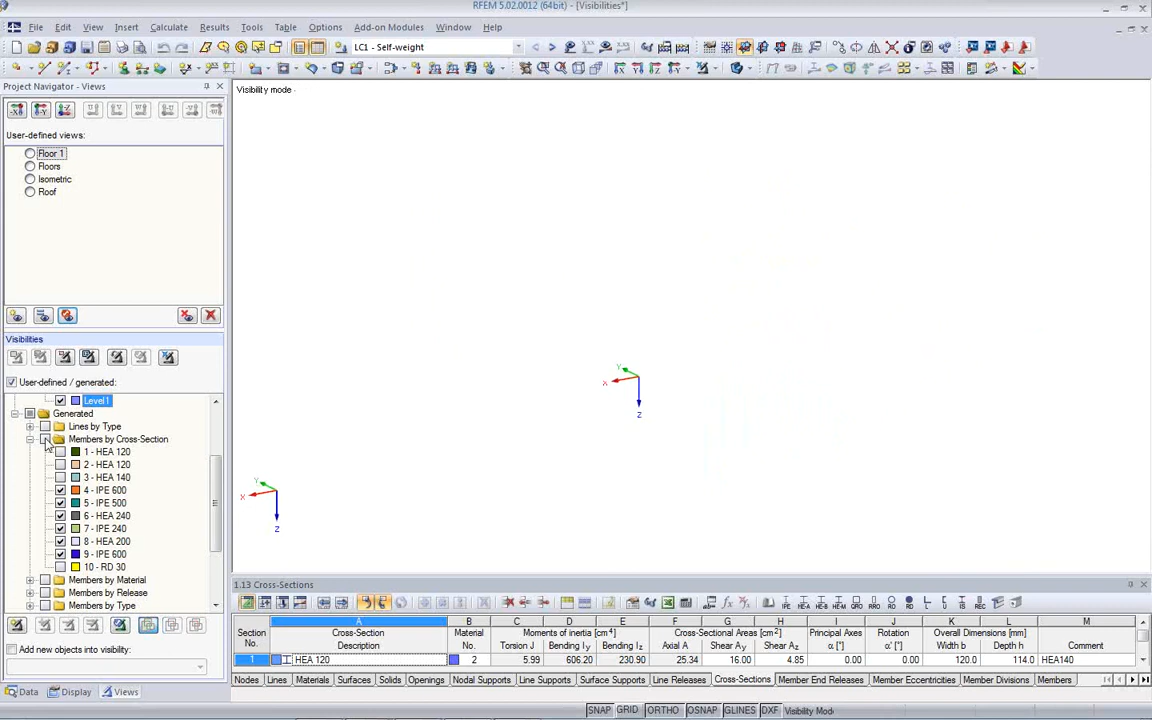 RFEM 5.02.0012 (64bit) - [Visibilities*]
File Edit View Insert Calculate Results Tools Table Options Add-on Modules Window Help
LC1 - Self-weight
Project Navigator - Views
Visibility mode
User-defined views:
Floor 1
Floors
Isometric
Roof
Visibilities
User-defined / generated:
Level1
Generated
Lines by Type
Members by Cross-Section
1 - HEA 120
2 - HEA 120
3 - HEA 140
4 - IPE 600
5 - IPE 500
6 - HEA 240
7 - IPE 240
8 - HEA 200
9 - IPE 600
10 - RD 30
Members by Material
Members by Release
Members by Type
Add new objects into visibility:
Data Display Views
Y
X
Z
Y
X
Z
1.13 Cross-Sections
A B C D E F G H I J K L M
Section Cross-Section Material Moments of inertia [cm⁴] Cross-Sectional Areas [cm²] Principal Axes Rotation Overall Dimensions [mm]
No. Description No. Torsion J Bending Iy Bending Iz Axial A Shear Ay Shear Az α [°] α' [°] Width b Depth h Comment
1 HEA 120 2 5.99 606.20 230.90 25.34 16.00 4.85 0.00 0.00 120.0 114.0 HEA140
Nodes Lines Materials Surfaces Solids Openings Nodal Supports Line Supports Surface Supports Line Releases Cross-Sections Member End Releases Member Eccentricities Member Divisions Members
SNAP GRID ORTHO OSNAP GLINES DXF Visibility Mode